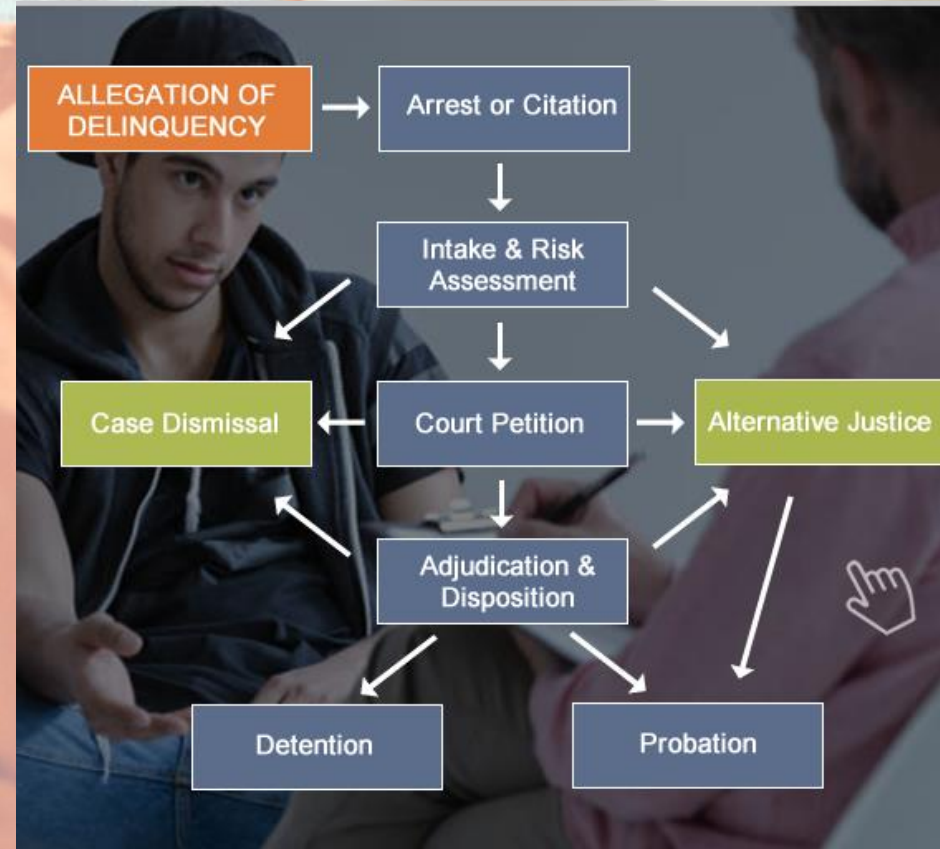 ALLEGATION OF
DELINQUENCY
Arrest or Citation
Intake & Risk
Assessment
Case Dismissal
Court Petition
Alternative Justice
Adjudication &
Disposition
Detention
Probation